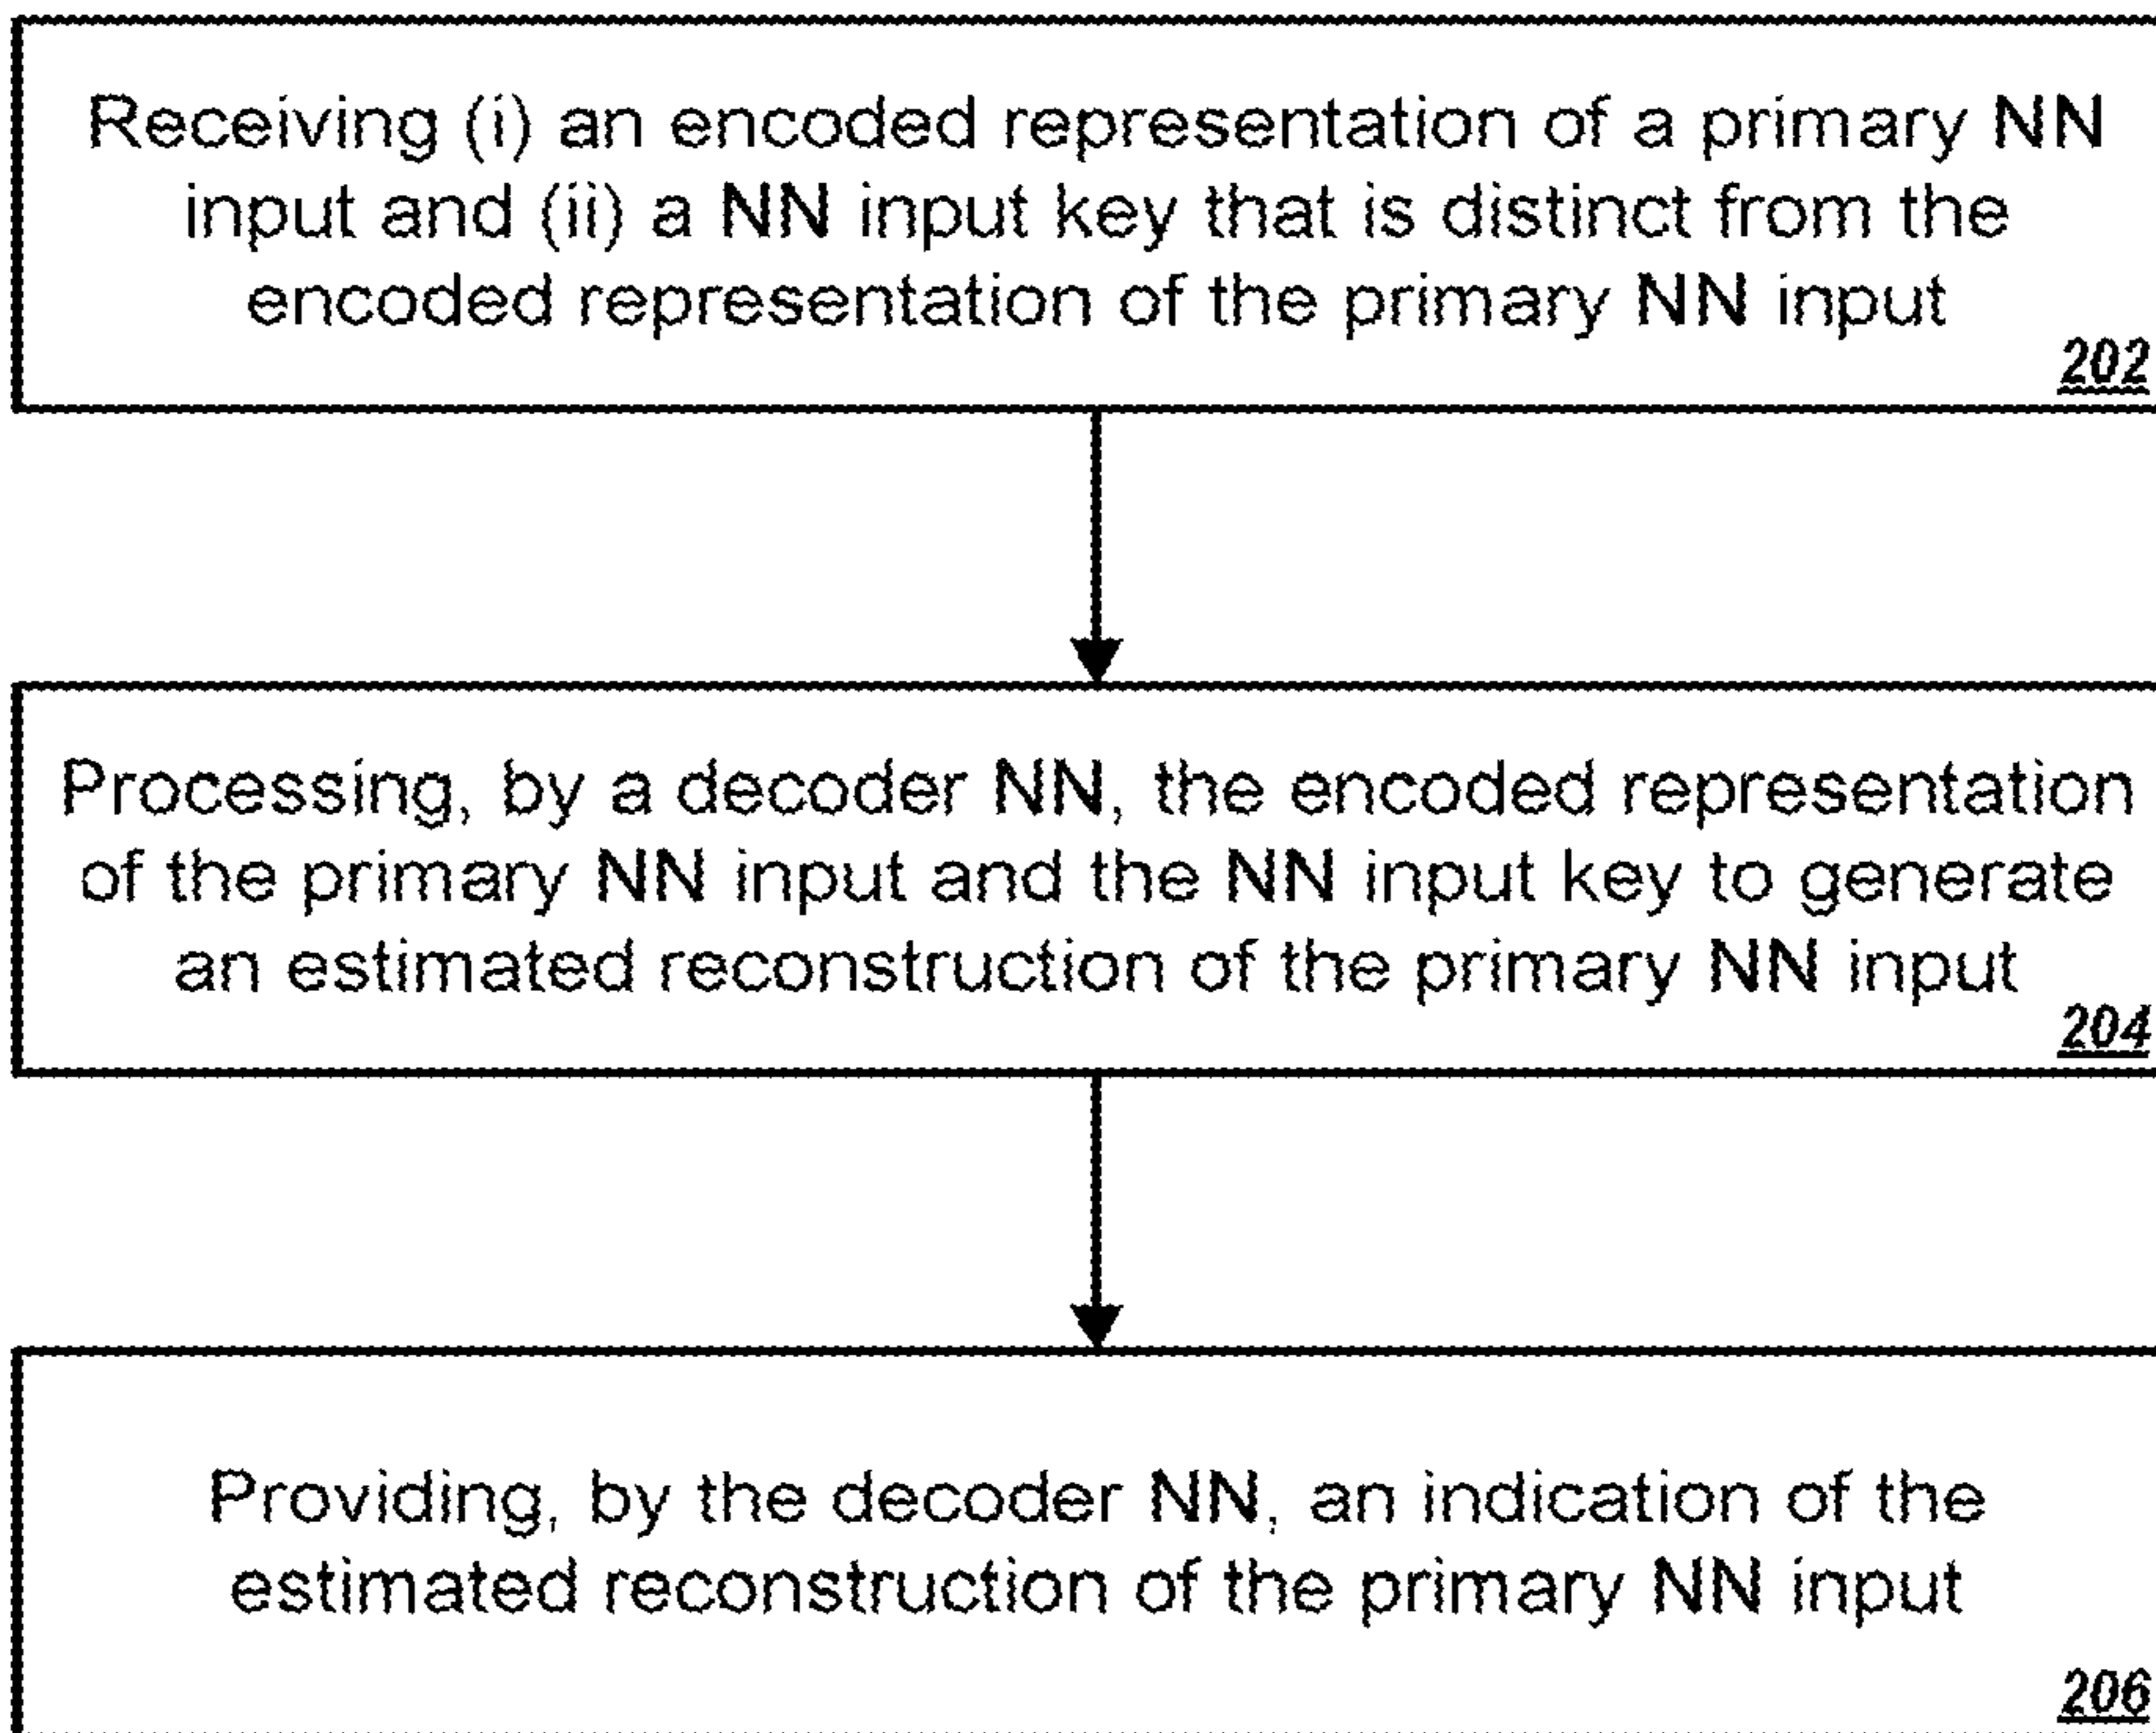 Receiving (i) an encoded representation of a primary NN
input and (ii) a NN input key that is distinct from the
encoded representation of the primary NN input
202
Processing, by a decoder NN, the encoded representation
of the primary NN input and the NN input key to generate
an estimated reconstruction of the primary NN input
204
Providing, by the decoder NN, an indication of the
estimated reconstruction of the primary NN input
206